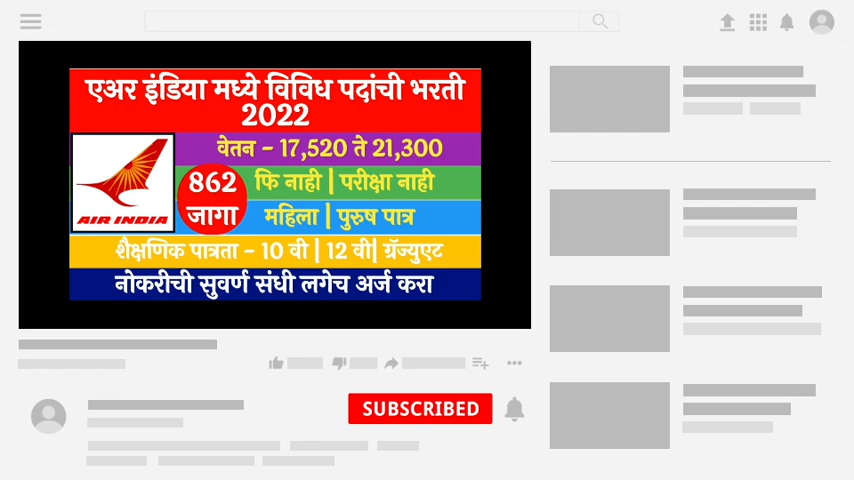 एअर इंडिया मध्ये विविध पदांची भरती
2022
वेतन - 17,520 ते 21,300
AIR INDIA
862
जागा
फि नाही | परीक्षा नाही
महिला | पुरुष पात्र
शैक्षणिक पात्रता - 10 वी | 12 वी| ग्रॅज्युएट
नोकरीची सुवर्ण संधी लगेच अर्ज करा
SUBSCRIBED